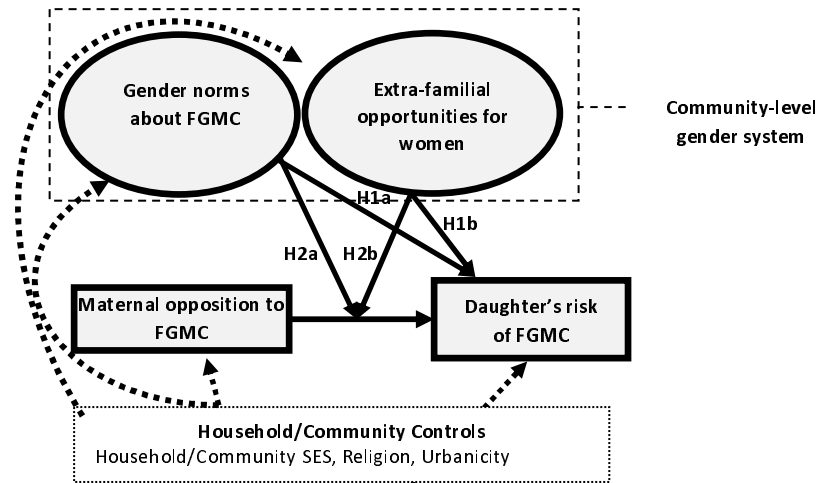 Gender norms
about FGMC
Extra-familial
opportunities for
women
Community-level
gender system
H1a
H1b
H2a
H2b
Maternal opposition to
FGMC
Daughter’s risk
of FGMC
Household/Community Controls
Household/Community SES, Religion, Urbanicity